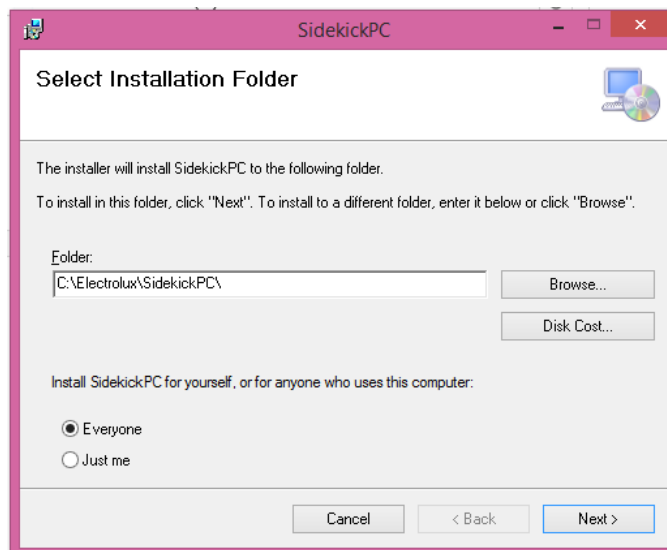 SidekickPC
Select Installation Folder
The installer will install SidekickPC to the following folder.
To install in this folder, click "Next". To install to a different folder, enter it below or click "Browse".
Folder:
C:\Electrolux\SidekickPC\
Browse...
Disk Cost...
Install SidekickPC for yourself, or for anyone who uses this computer:
Everyone
Just me
Cancel
< Back
Next >